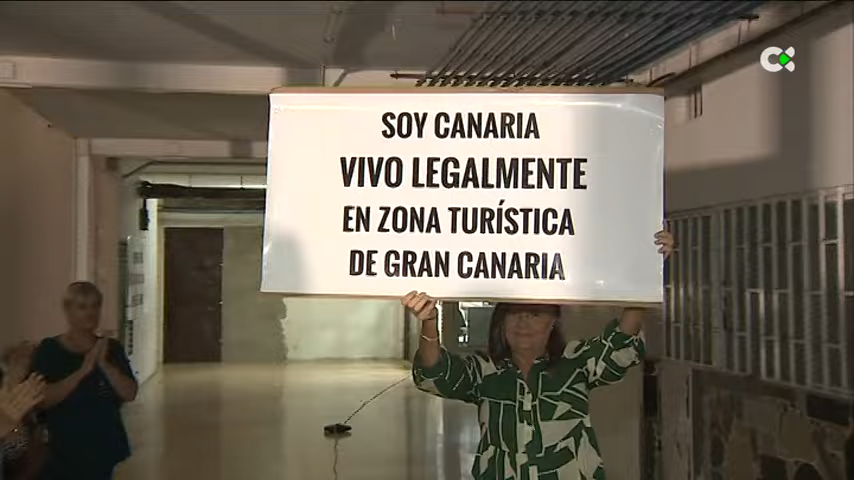 SOY CANARIA
VIVO LEGALMENTE
EN ZONA TURÍSTICA
DE GRAN CANARIA